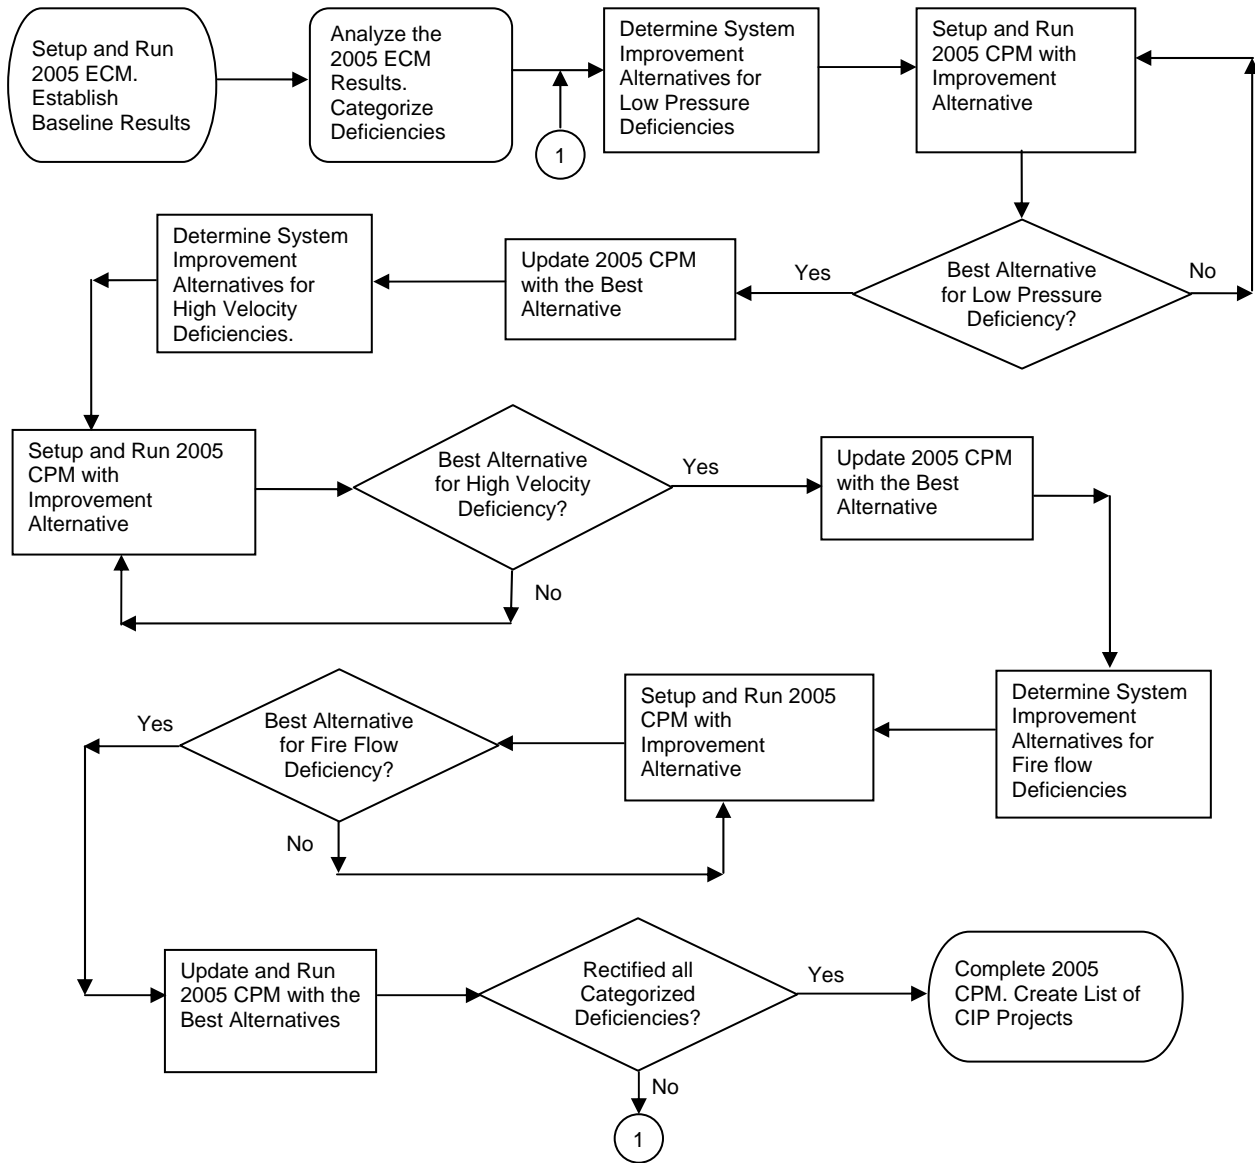 Setup and Run
2005 ECM.
Establish
Baseline Results
Analyze the
2005 ECM
Results.
Categorize
Deficiencies
1
Determine System
Improvement
Alternatives for
Low Pressure
Deficiencies
Setup and Run
2005 CPM with
Improvement
Alternative
Best Alternative
for Low Pressure
Deficiency?
No
Yes
Update 2005 CPM
with the Best
Alternative
Determine System
Improvement
Alternatives for
High Velocity
Deficiencies.
Setup and Run 2005
CPM with
Improvement
Alternative
Best Alternative
for High Velocity
Deficiency?
No
Yes
Update 2005 CPM
with the Best
Alternative
Determine System
Improvement
Alternatives for
Fire flow
Deficiencies
Setup and Run 2005
CPM with
Improvement
Alternative
Best Alternative
for Fire Flow
Deficiency?
No
Yes
Update and Run
2005 CPM with the
Best Alternatives
Rectified all
Categorized
Deficiencies?
Yes
Complete 2005
CPM. Create List of
CIP Projects
No
1